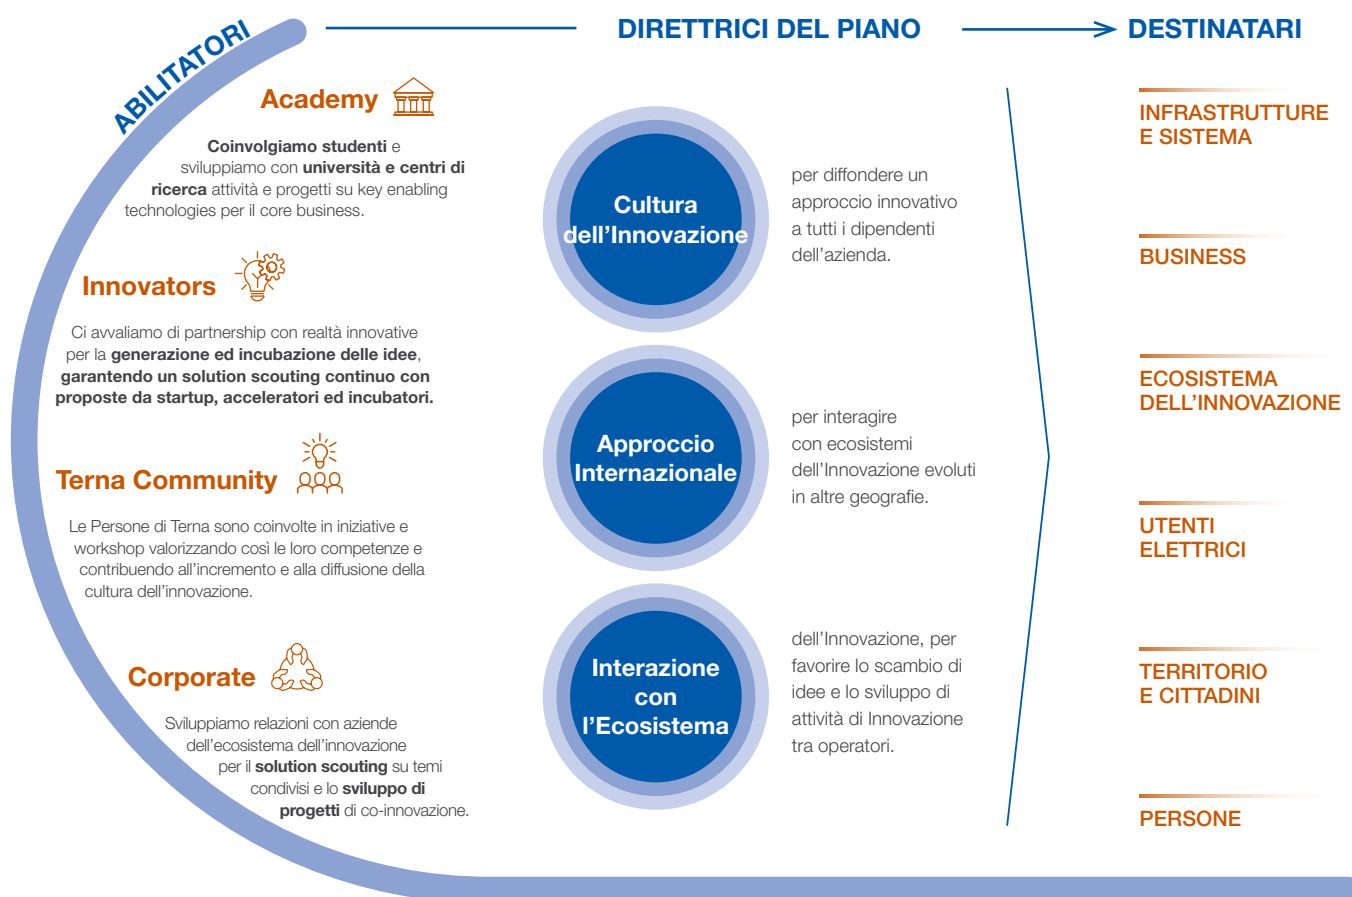 ABILITATORI
DIRETTRICI DEL PIANO
DESTINATARI
Academy
Coinvolgiamo studenti e
sviluppiamo con università e centri di
ricerca attività e progetti su key enabling
technologies per il core business.
Innovators
Ci avvaliamo di partnership con realtà innovative
per la generazione ed incubazione delle idee,
garantendo un solution scouting continuo con
proposte da startup, acceleratori ed incubatori.
Terna Community
Le Persone di Terna sono coinvolte in iniziative e
workshop valorizzando così le loro competenze e
contribuendo all’incremento e alla diffusione della
cultura dell’innovazione.
Corporate
Sviluppiamo relazioni con aziende
dell’ecosistema dell’innovazione
per il solution scouting su temi
condivisi e lo sviluppo di
progetti di co-innovazione.
Cultura
dell’Innovazione
per diffondere un
approccio innovativo
a tutti i dipendenti
dell’azienda.
Approccio
Internazionale
per interagire
con ecosistemi
dell’Innovazione evoluti
in altre geografie.
Interazione
con
l’Ecosistema
dell’Innovazione, per
favorire lo scambio di
idee e lo sviluppo di
attività di Innovazione
tra operatori.
INFRASTRUTTURE
E SISTEMA
BUSINESS
ECOSISTEMA
DELL’INNOVAZIONE
UTENTI
ELETTRICI
TERRITORIO
E CITTADINI
PERSONE